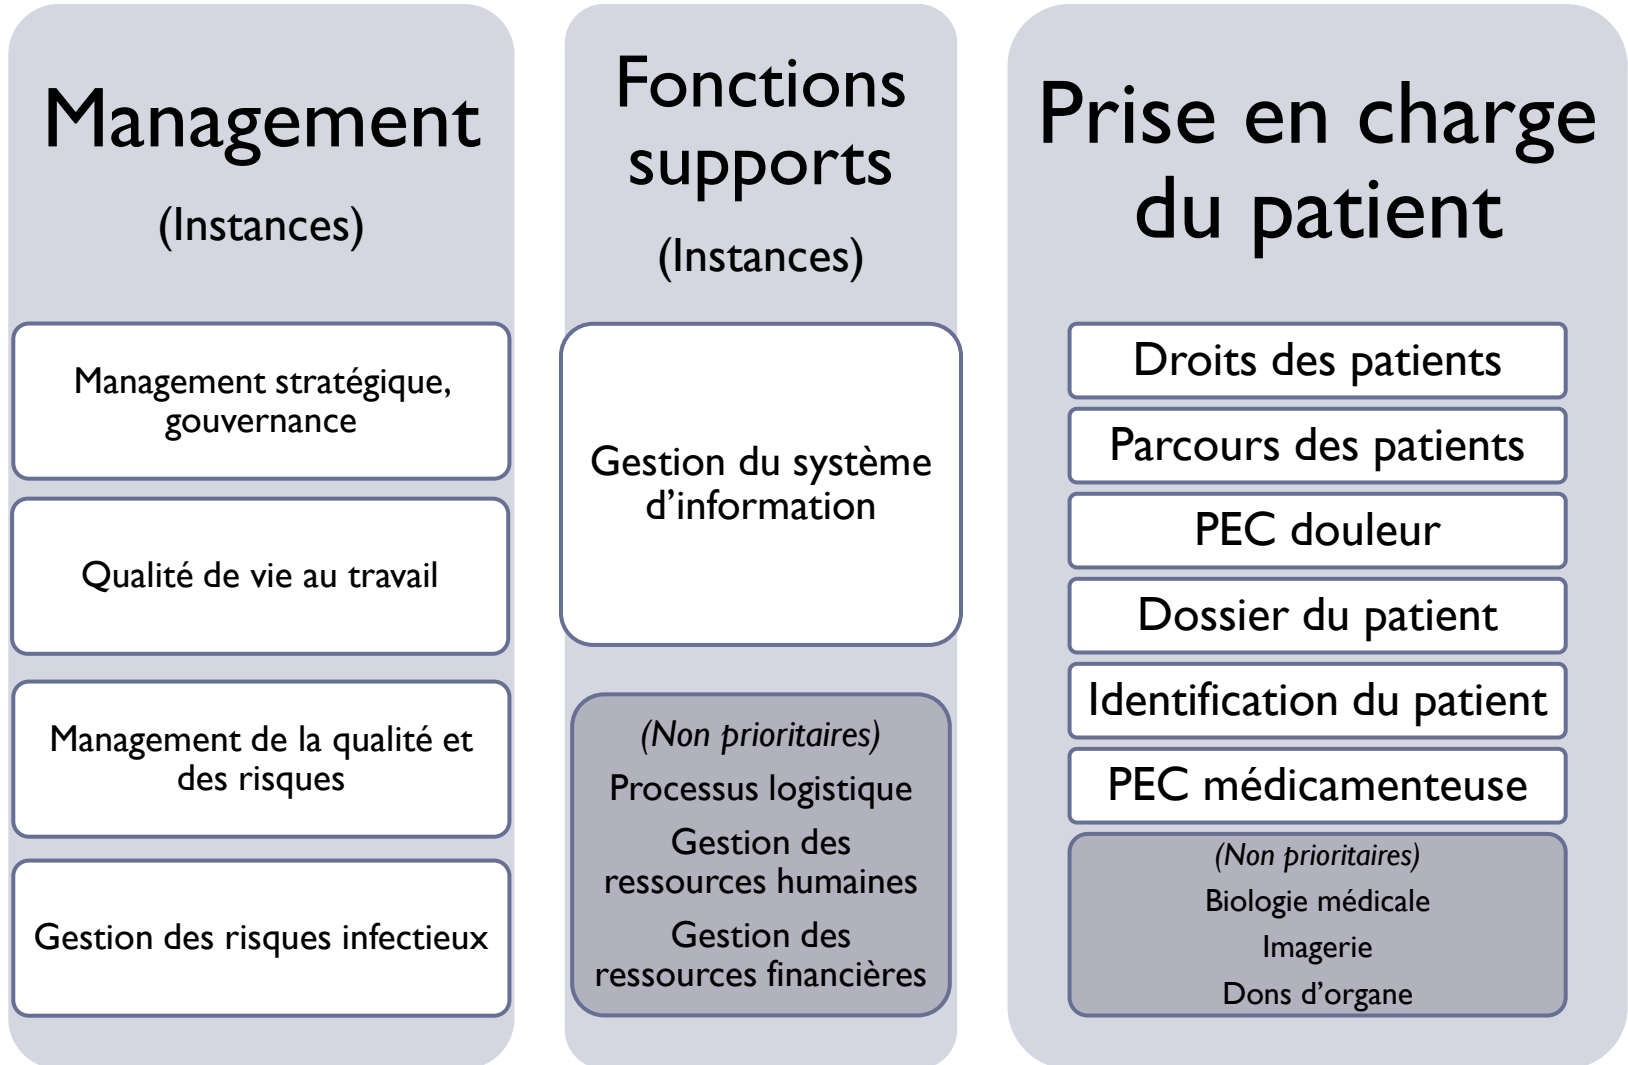 Management
(Instances)
Management stratégique,
gouvernance
Qualité de vie au travail
Management de la qualité et
des risques
Gestion des risques infectieux
Fonctions
supports
(Instances)
Gestion du système
d’information
(Non prioritaires)
Processus logistique
Gestion des
ressources humaines
Gestion des
ressources financières
Prise en charge
du patient
Droits des patients
Parcours des patients
PEC douleur
Dossier du patient
Identification du patient
PEC médicamenteuse
(Non prioritaires)
Biologie médicale
Imagerie
Dons d’organe